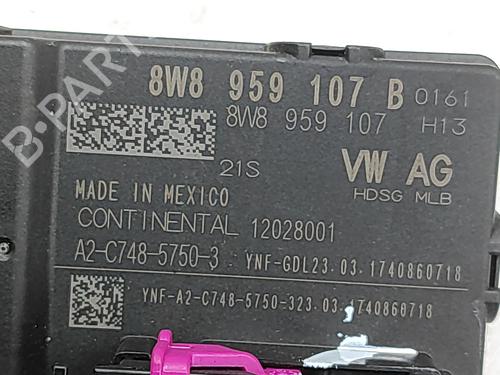 8W8 959 107 B 0161
8W8 959 107 H13
21S
VW AG
HDSG MLB
MADE IN MEXICO
CONTINENTAL 12028001
A2-C748-5750-3 YNF-GDL23.03.1740860718
YNF-A2-C748-5750-323.03.1740860718
B-PARTS